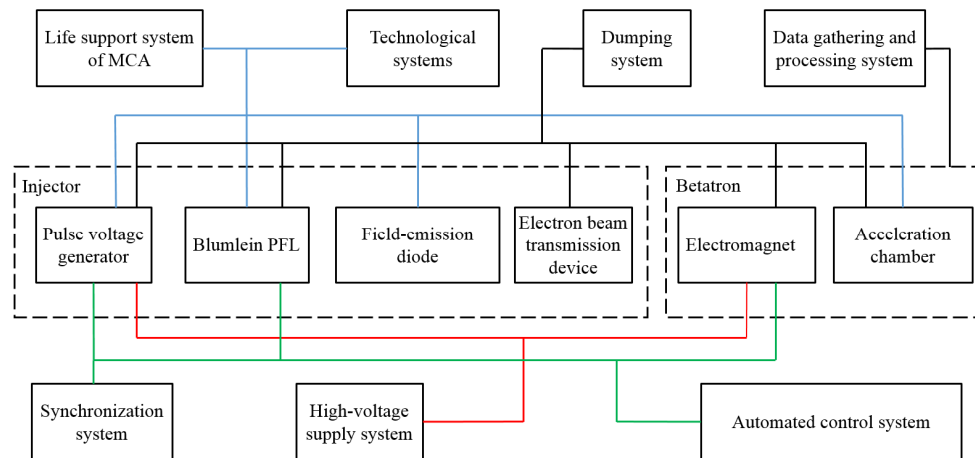 Life support system
of MCA
Technological
systems
Dumping
system
Data gathering and
processing system
Injector
Betatron
Pulse voltage
generator
Blumlein PFL
Field-emission
diode
Electron beam
transmission
device
Electromagnet
Acceleration
chamber
Synchronization
system
High-voltage
supply system
Automated control system